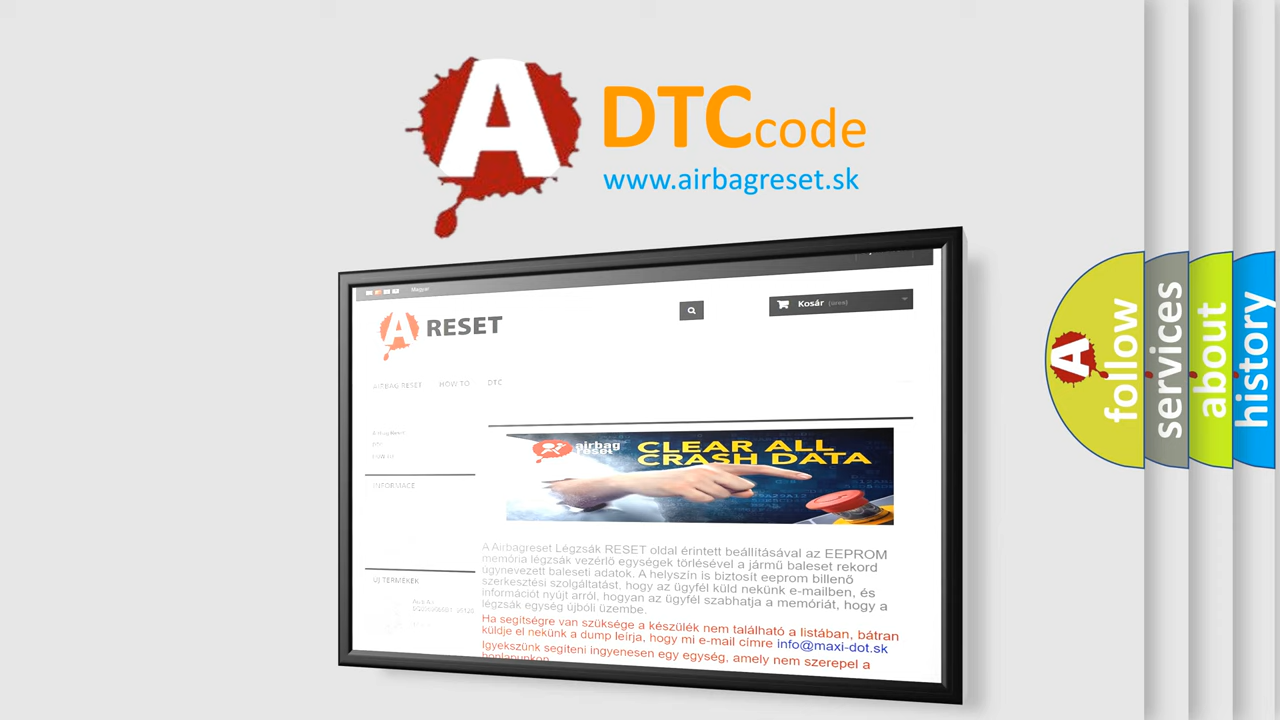 A
DTCcode
www.airbagreset.sk
Magyar
A RESET
Kosár (üres)
AIRBAG RESET HOW TO DTC
INFORMACE
ÚJ TERMÉKEK
airbag
reset
CLEAR ALL
CRASH DATA
A Airbagreset Légzsák RESET oldal érintett beállításával az EEPROM
memória légzsák vezérlő egységek törlésével a jármű baleset rekord
úgynevezett baleseti adatok. A helyszín is biztosít eeprom billenő
szerkesztési szolgáltatást, hogy az ügyfél küld nekünk e-mailben, és
információt nyújt arról, hogyan az ügyfél szabhatja a memóriát, hogy a
légzsák egység újbóli üzembe.
Ha segítségre van szüksége a készülék nem található a listában, bátran
küldje el nekünk a dump leírja, hogy mi e-mail címre info@maxi-dot.sk
Igyekszünk segíteni ingyenesen egy egység, amely nem szerepel a
honlapunkon
A
follow
services
about
history